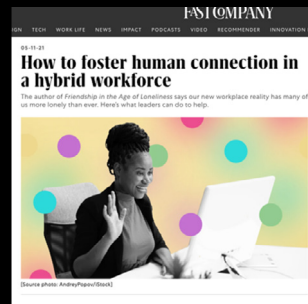 FAST COMPANY
IGN TECH WORK LIFE NEWS IMPACT PODCASTS VIDEO RECOMMENDER INNOVATION
05-11-21
How to foster human connection in
a hybrid workforce
The author of Friendship in the Age of Loneliness says our new workplace reality has many of
us more lonely than ever. Here's what leaders can do to help.
[Source photo: AndreyPopov/iStock]